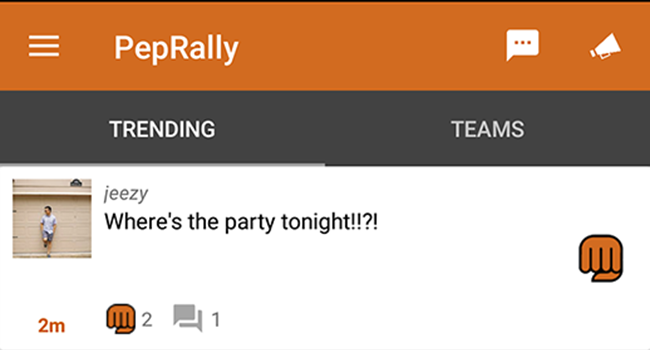 PepRally
TRENDING
TEAMS
jeezy
Where's the party tonight!!?!
2m
2
1